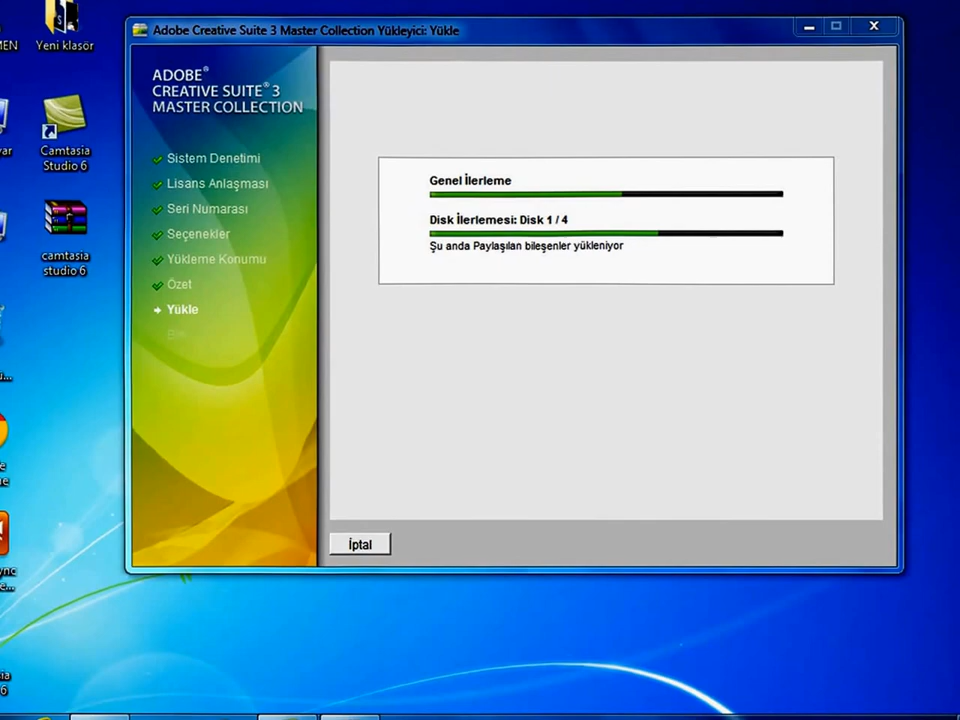 Yeni klasör
Camtasia
Studio 6
camtasia
studio 6
Adobe Creative Suite 3 Master Collection Yükleyici: Yükle
ADOBE®
CREATIVE SUITE® 3
MASTER COLLECTION
Sistem Denetimi
Lisans Anlaşması
Seri Numarası
Seçenekler
Yükleme Konumu
Özet
Yükle
Genel İlerleme
Disk İlerlemesi: Disk 1 / 4
Şu anda Paylaşılan bileşenler yükleniyor
İptal